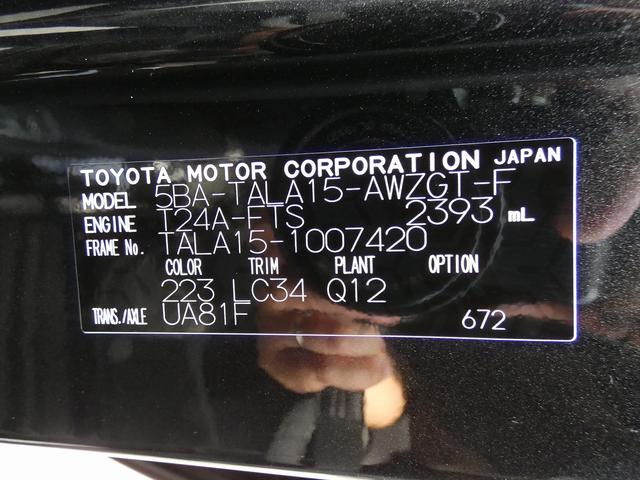 TOYOTA MOTOR CORPORATION JAPAN
MODEL 5BA-TALA15-AWZGT-F
ENGINE T24A-FTS 2393 mL
FRAME No. TALA15-1007420
COLOR TRIM PLANT OPTION
223 LC34 Q12
TRANS./AXLE UA81F 672